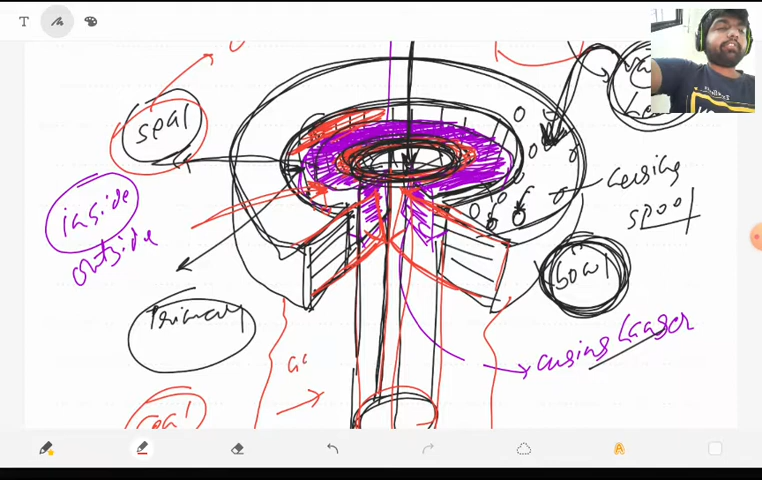 T
seal
inside
outside
Primary
casing
spool
bowl
casing hanger
seal
A